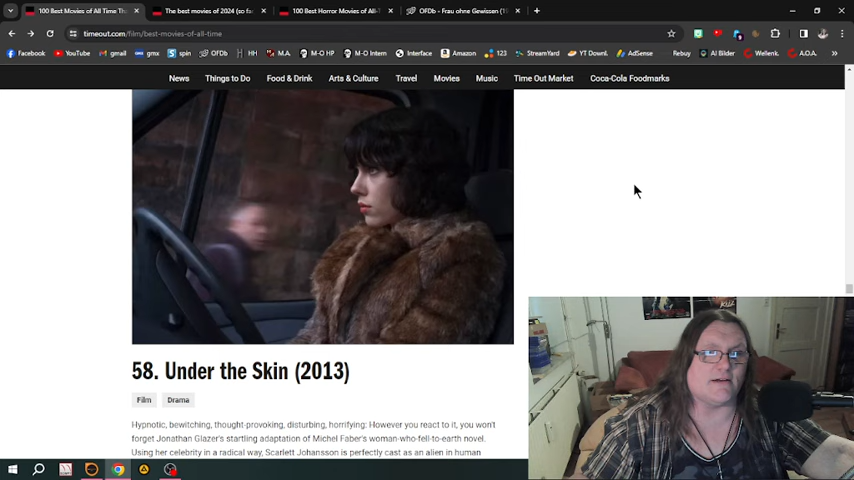 100 Best Movies of All Time Th
The best movies of 2024 (so fa
100 Best Horror Movies of All-T
OFDb - Frau ohne Gewissen (19
timeout.com/film/best-movies-of-all-time
Facebook
YouTube
gmail
gmx
spin
OFDb
HH
M.A.
M-O HP
M-O Intern
Interface
Amazon
123
StreamYard
YT Downl.
AdSense
Rebuy
AI Bilder
Wellenk.
A.O.A.
News
Things to Do
Food & Drink
Arts & Culture
Travel
Movies
Music
Time Out Market
Coca-Cola Foodmarks
58. Under the Skin (2013)
Film
Drama
Hypnotic, bewitching, thought-provoking, disturbing, horrifying: However you react to it, you won't
forget Jonathan Glazer's startling adaptation of Michel Faber's woman-who-fell-to-earth novel.
Using her celebrity in a radical way, Scarlett Johansson is perfectly cast as an alien in human